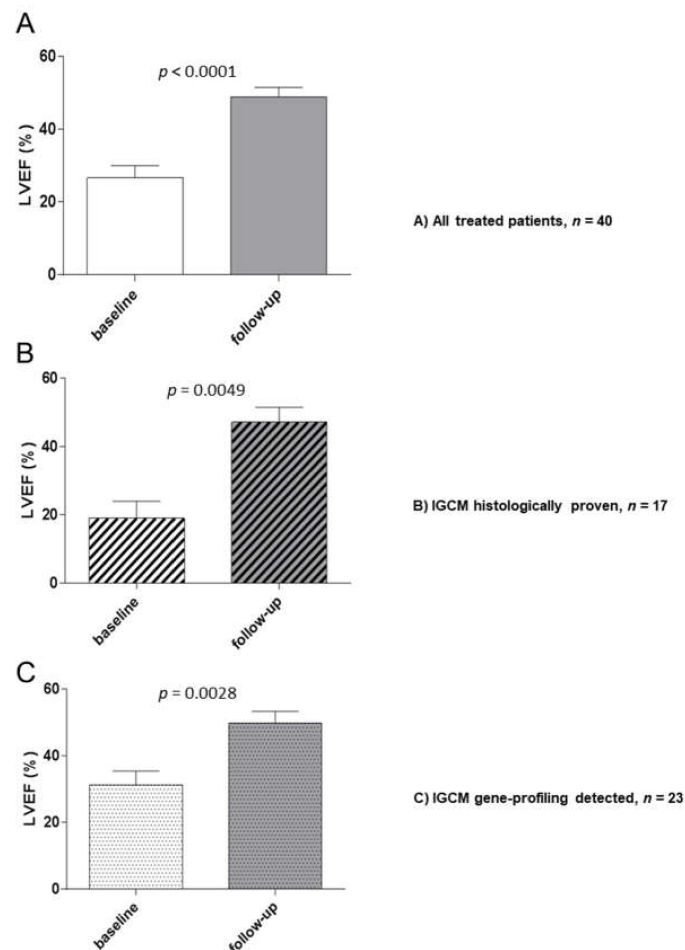 A
p < 0.0001
60
40
20
0
LVEF (%)
baseline
follow-up
A) All treated patients, n = 40
B
p = 0.0049
60
40
20
0
LVEF (%)
baseline
follow-up
B) IGCM histologically proven, n = 17
C
p = 0.0028
60
40
20
0
LVEF (%)
baseline
follow-up
C) IGCM gene-profiling detected, n = 23